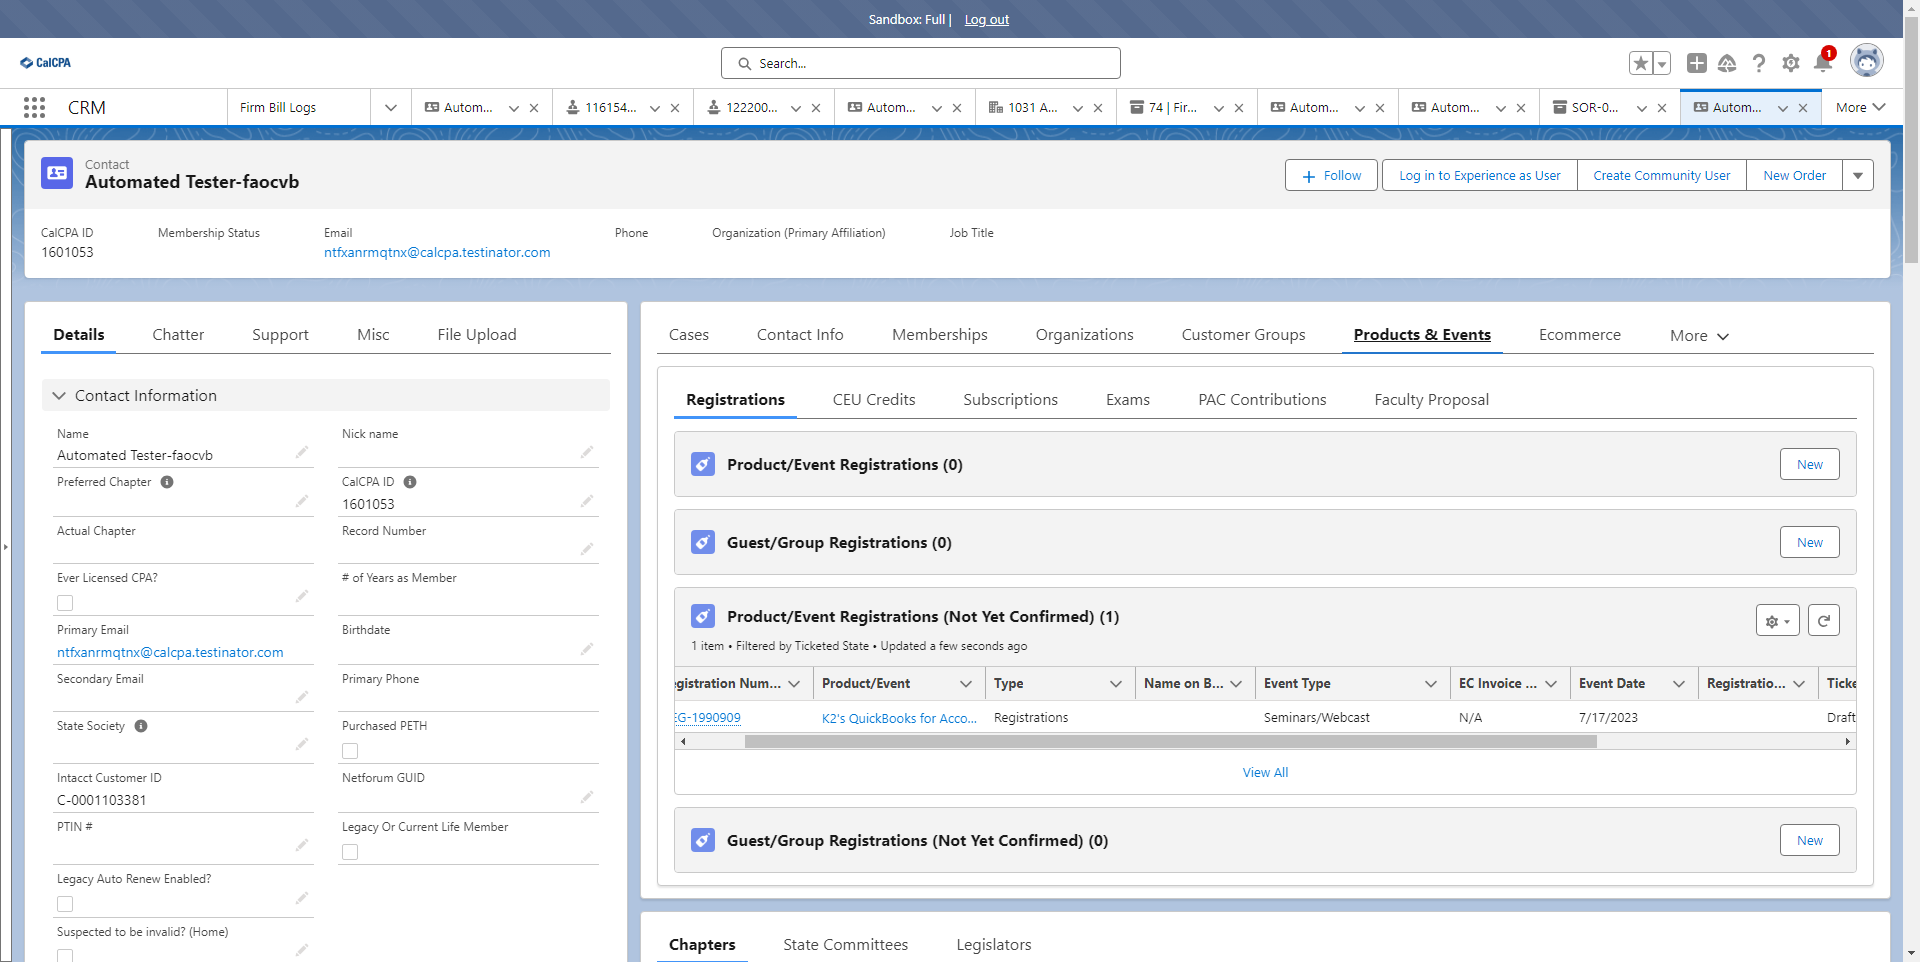 Sandbox: Full | Log out
CalCPA
Search...
1
CRM
Firm Bill Logs
Autom...
116154...
122200...
Autom...
1031 A...
74 | Fir...
Autom...
Autom...
SOR-0...
Autom...
More
Contact
Automated Tester-faocvb
Follow
Log in to Experience as User
Create Community User
New Order
CalCPA ID
1601053
Membership Status
Email
ntfxanrmqtnx@calcpa.testinator.com
Phone
Organization (Primary Affiliation)
Job Title
Details
Chatter
Support
Misc
File Upload
Contact Information
Name
Automated Tester-faocvb
Nick name
Preferred Chapter
CalCPA ID
1601053
Actual Chapter
Record Number
Ever Licensed CPA?
# of Years as Member
Primary Email
ntfxanrmqtnx@calcpa.testinator.com
Birthdate
Secondary Email
Primary Phone
State Society
Purchased PETH
Intacct Customer ID
C-0001103381
Netforum GUID
PTIN #
Legacy Or Current Life Member
Legacy Auto Renew Enabled?
Suspected to be invalid? (Home)
Cases
Contact Info
Memberships
Organizations
Customer Groups
Products & Events
Ecommerce
More
Registrations
CEU Credits
Subscriptions
Exams
PAC Contributions
Faculty Proposal
Product/Event Registrations (0)
New
Guest/Group Registrations (0)
New
Product/Event Registrations (Not Yet Confirmed) (1)
1 item • Filtered by Ticketed State • Updated a few seconds ago
egistration Num...
Product/Event
Type
Name on B...
Event Type
EC Invoice ...
Event Date
Registratio...
Ticke
EG-1990909
K2's QuickBooks for Acco...
Registrations
Seminars/Webcast
N/A
7/17/2023
Draft
View All
Guest/Group Registrations (Not Yet Confirmed) (0)
New
Chapters
State Committees
Legislators